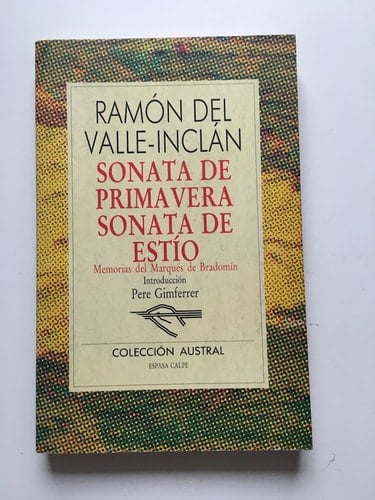 RAMÓN DEL
VALLE-INCLÁN
SONATA DE
PRIMAVERA
SONATA DE
ESTÍO
Memorias del Marqués de Bradomín
Introducción
Pere Gimferrer
COLECCIÓN AUSTRAL
ESPASA CALPE